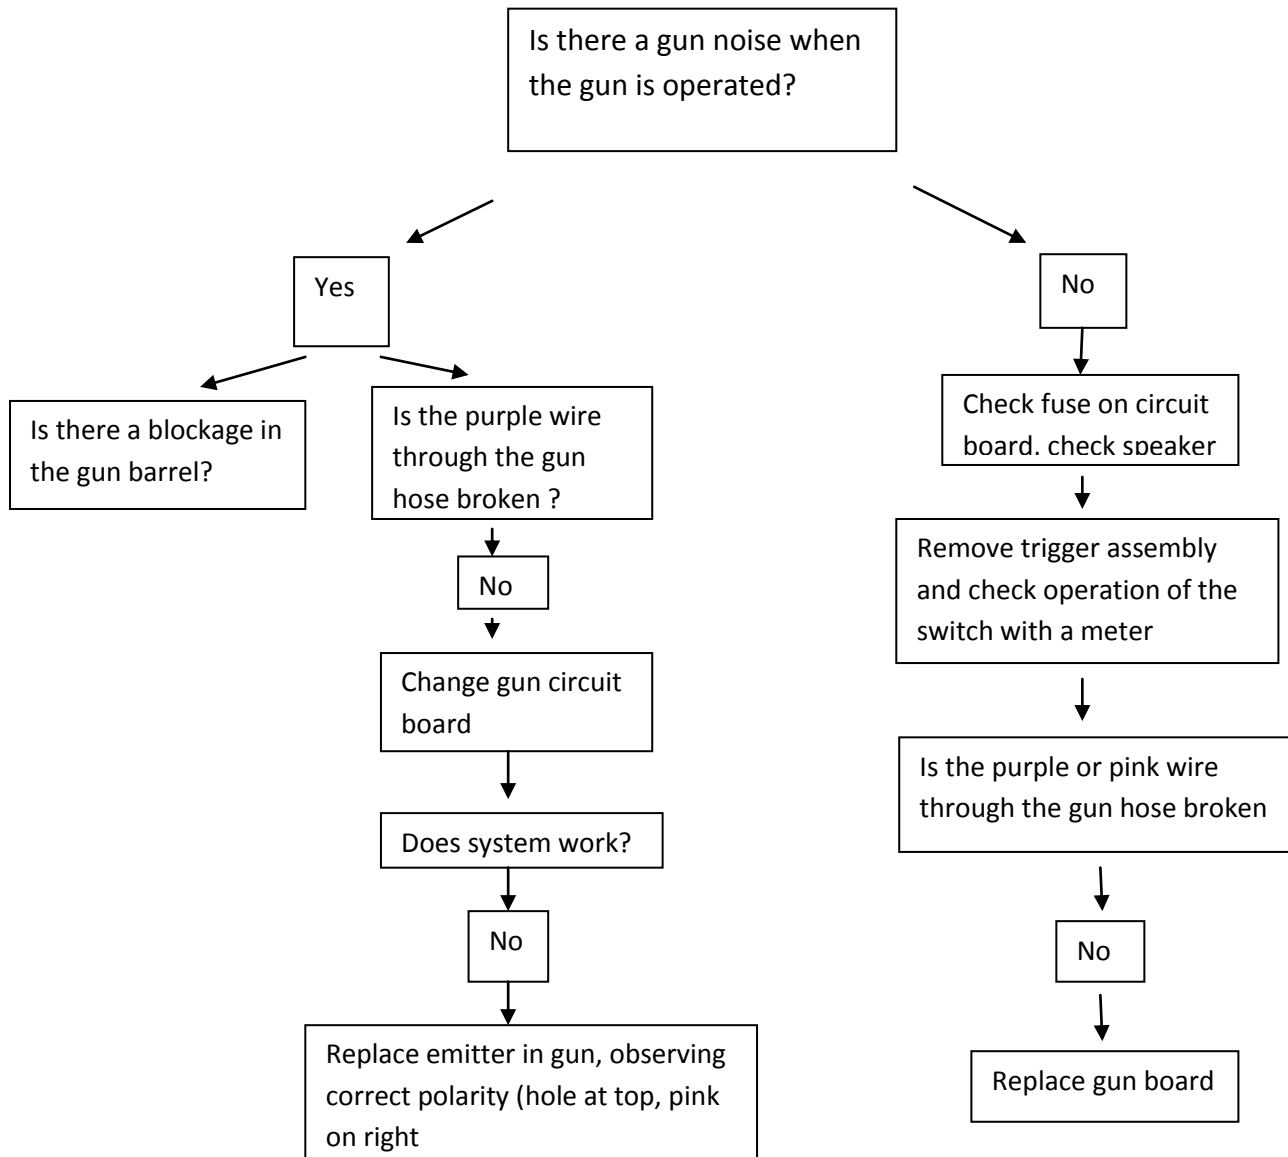 Is there a gun noise when
the gun is operated?
Yes
No
Is there a blockage in
the gun barrel?
Is the purple wire
through the gun
hose broken ?
Check fuse on circuit
board. check speaker
No
Remove trigger assembly
and check operation of the
switch with a meter
Change gun circuit
board
Is the purple or pink wire
through the gun hose broken
Does system work?
No
No
Replace emitter in gun, observing
correct polarity (hole at top, pink
on right
Replace gun board